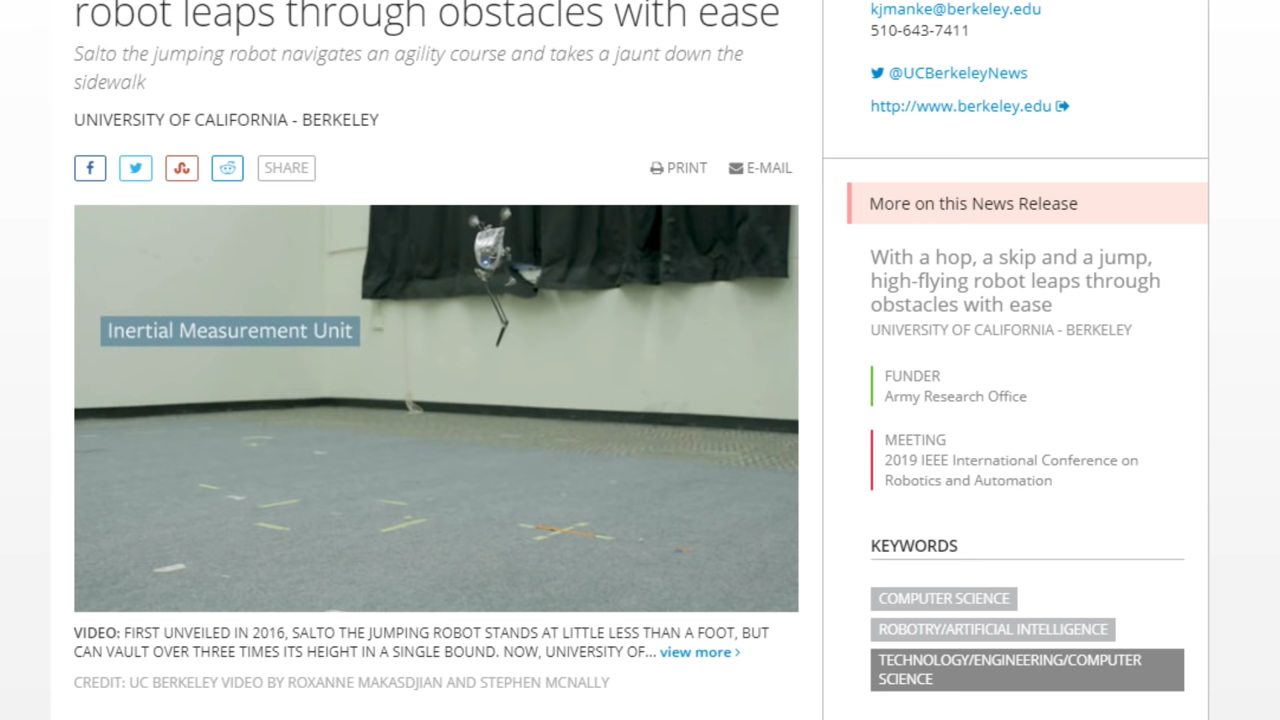 robot leaps through obstacles with ease
Salto the jumping robot navigates an agility course and takes a jaunt down the
sidewalk
UNIVERSITY OF CALIFORNIA - BERKELEY
SHARE
PRINT
E-MAIL
Inertial Measurement Unit
VIDEO: FIRST UNVEILED IN 2016, SALTO THE JUMPING ROBOT STANDS AT LITTLE LESS THAN A FOOT, BUT
CAN VAULT OVER THREE TIMES ITS HEIGHT IN A SINGLE BOUND. NOW, UNIVERSITY OF... view more >
CREDIT: UC BERKELEY VIDEO BY ROXANNE MAKASDJIAN AND STEPHEN MCNALLY
kjmanke@berkeley.edu
510-643-7411
@UCBerkeleyNews
http://www.berkeley.edu
More on this News Release
With a hop, a skip and a jump,
high-flying robot leaps through
obstacles with ease
UNIVERSITY OF CALIFORNIA - BERKELEY
FUNDER
Army Research Office
MEETING
2019 IEEE International Conference on
Robotics and Automation
KEYWORDS
COMPUTER SCIENCE
ROBOTRY/ARTIFICIAL INTELLIGENCE
TECHNOLOGY/ENGINEERING/COMPUTER
SCIENCE